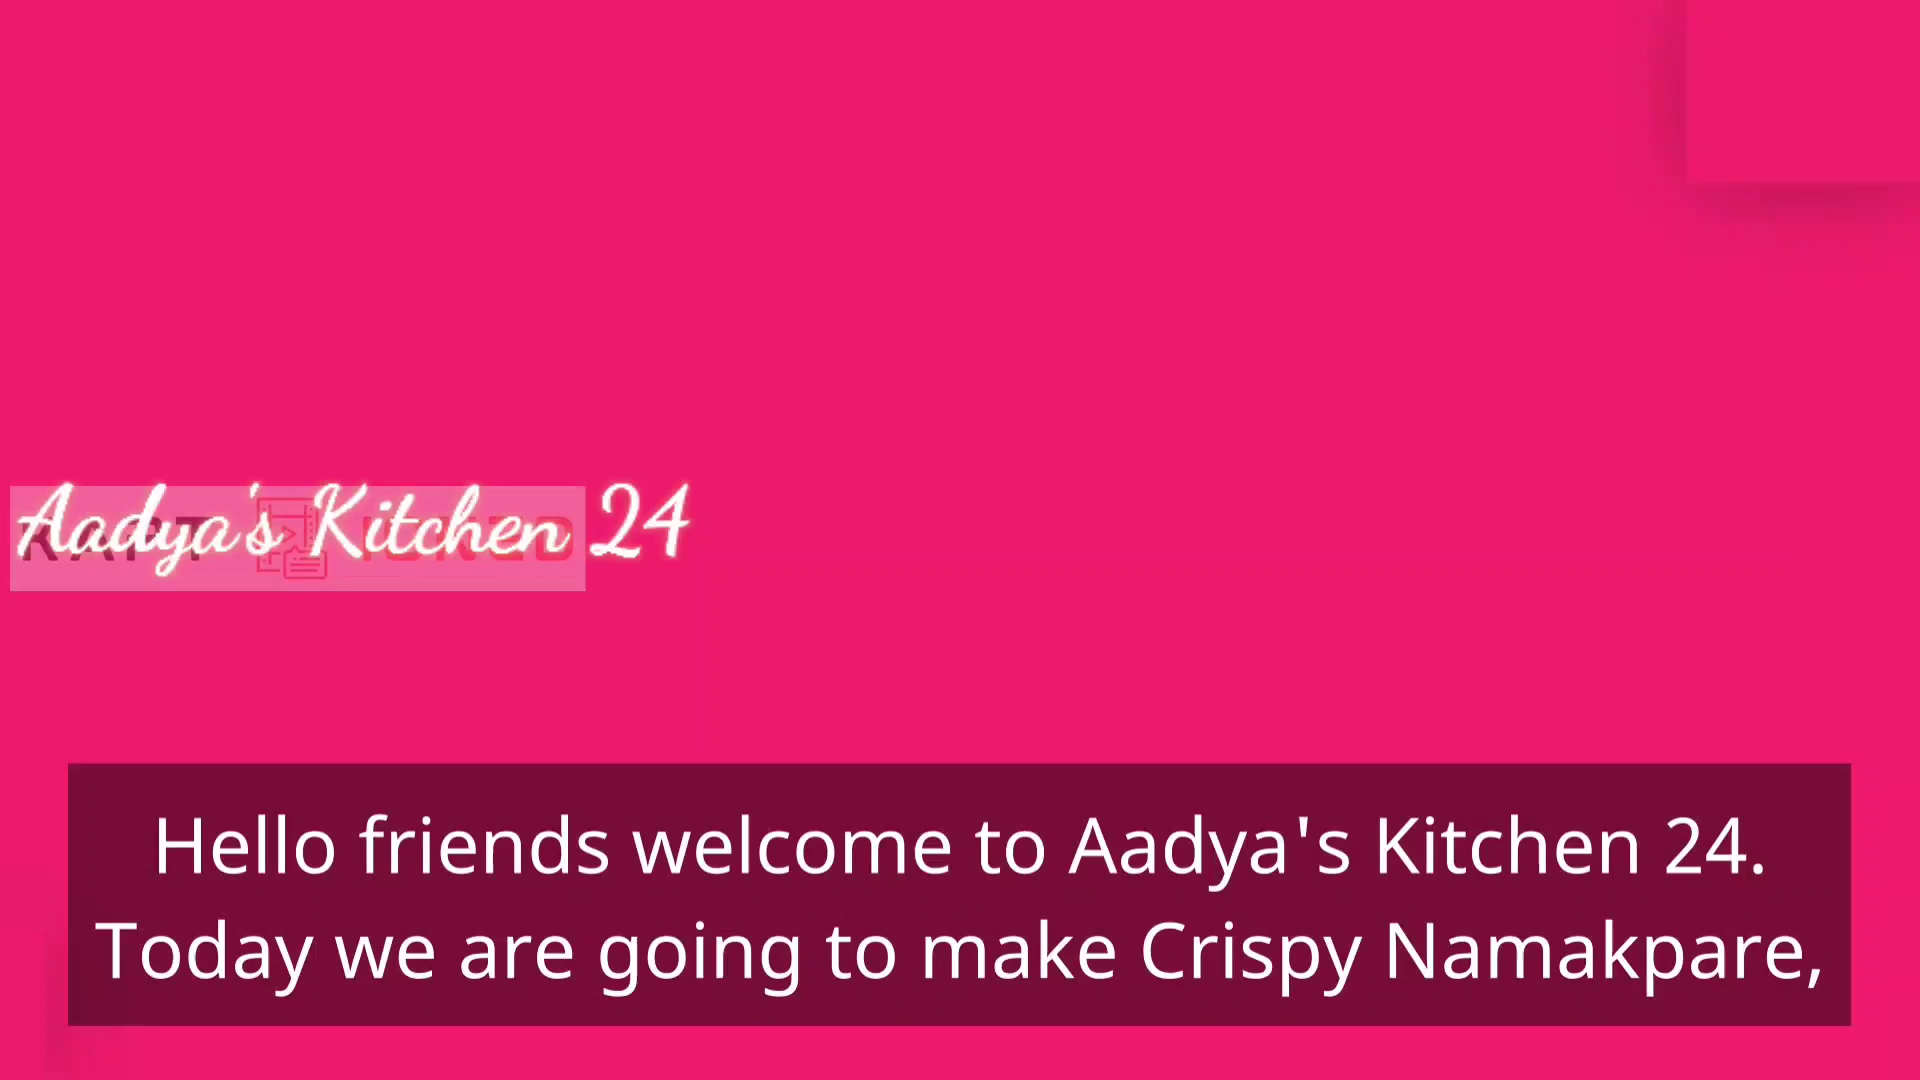 Aadya's Kitchen 24
Hello friends welcome to Aadya's Kitchen 24.
Today we are going to make Crispy Namakpare,